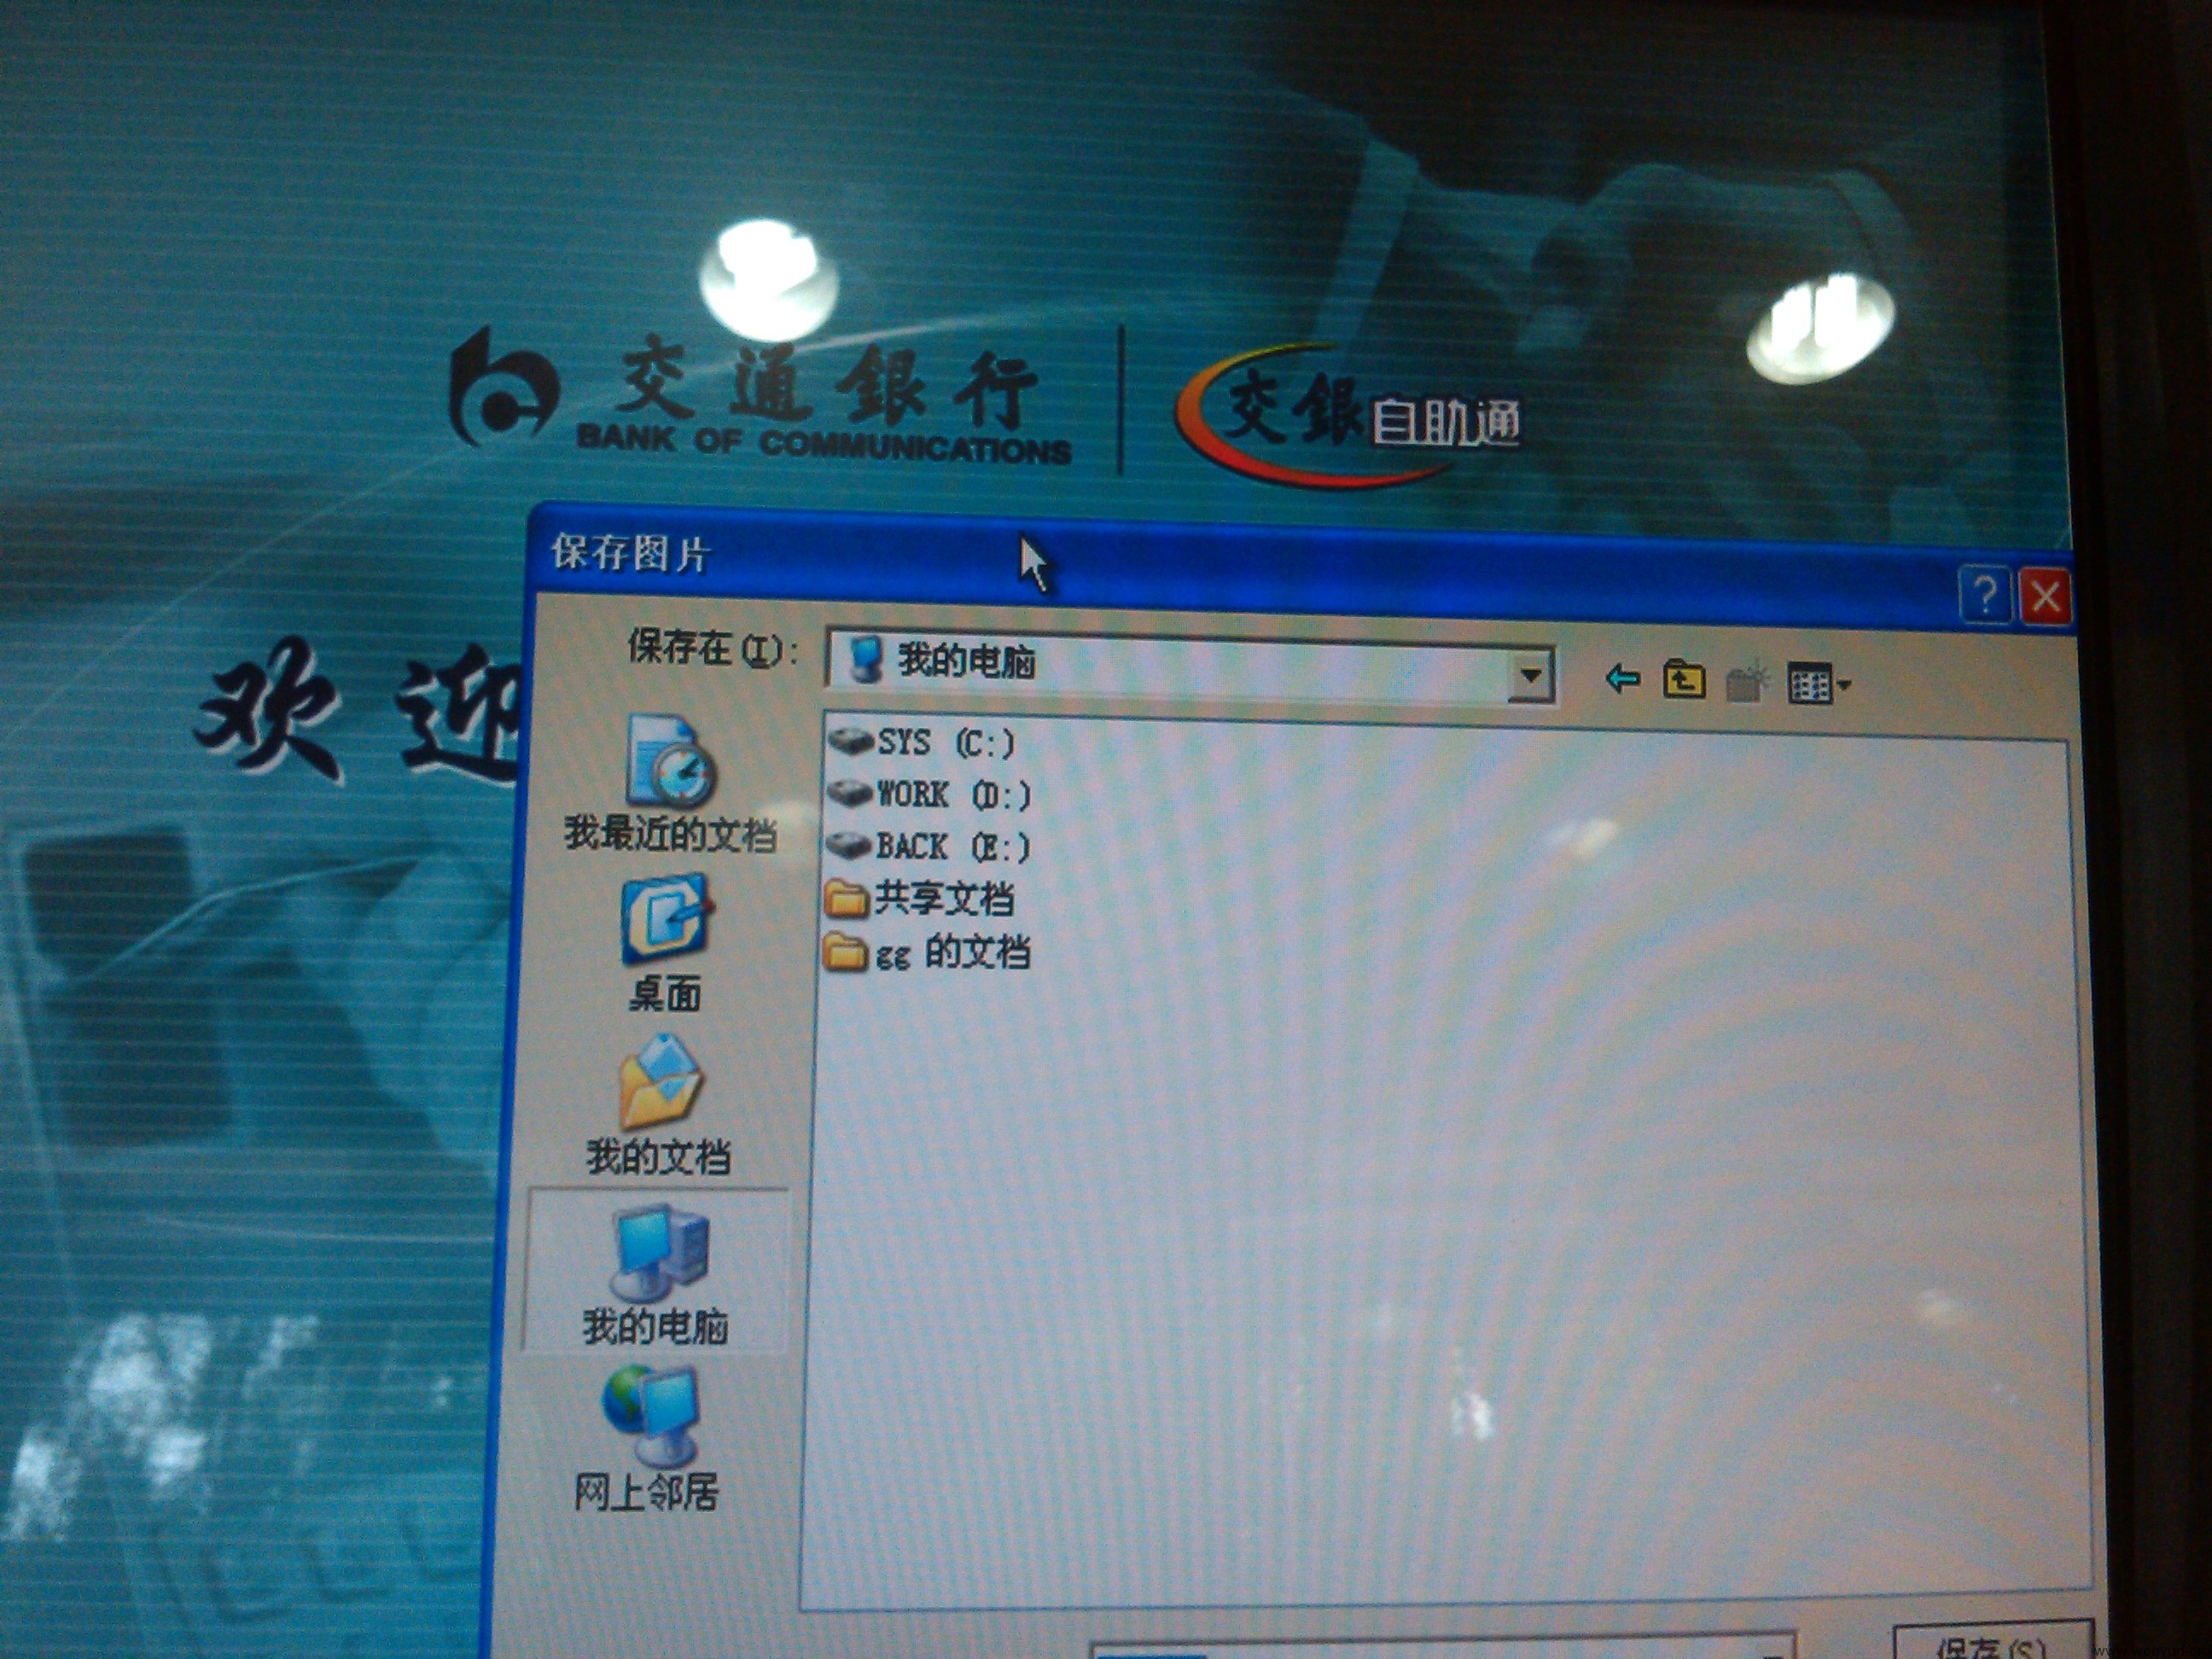 交通銀行
BANK OF COMMUNICATIONS
交銀自助通
欢迎
保存图片
保存在(I):
我的电脑
SYS (C:)
WORK (D:)
BACK (E:)
共享文档
gg 的文档
我最近的文档
桌面
我的文档
我的电脑
网上邻居
保存(S)